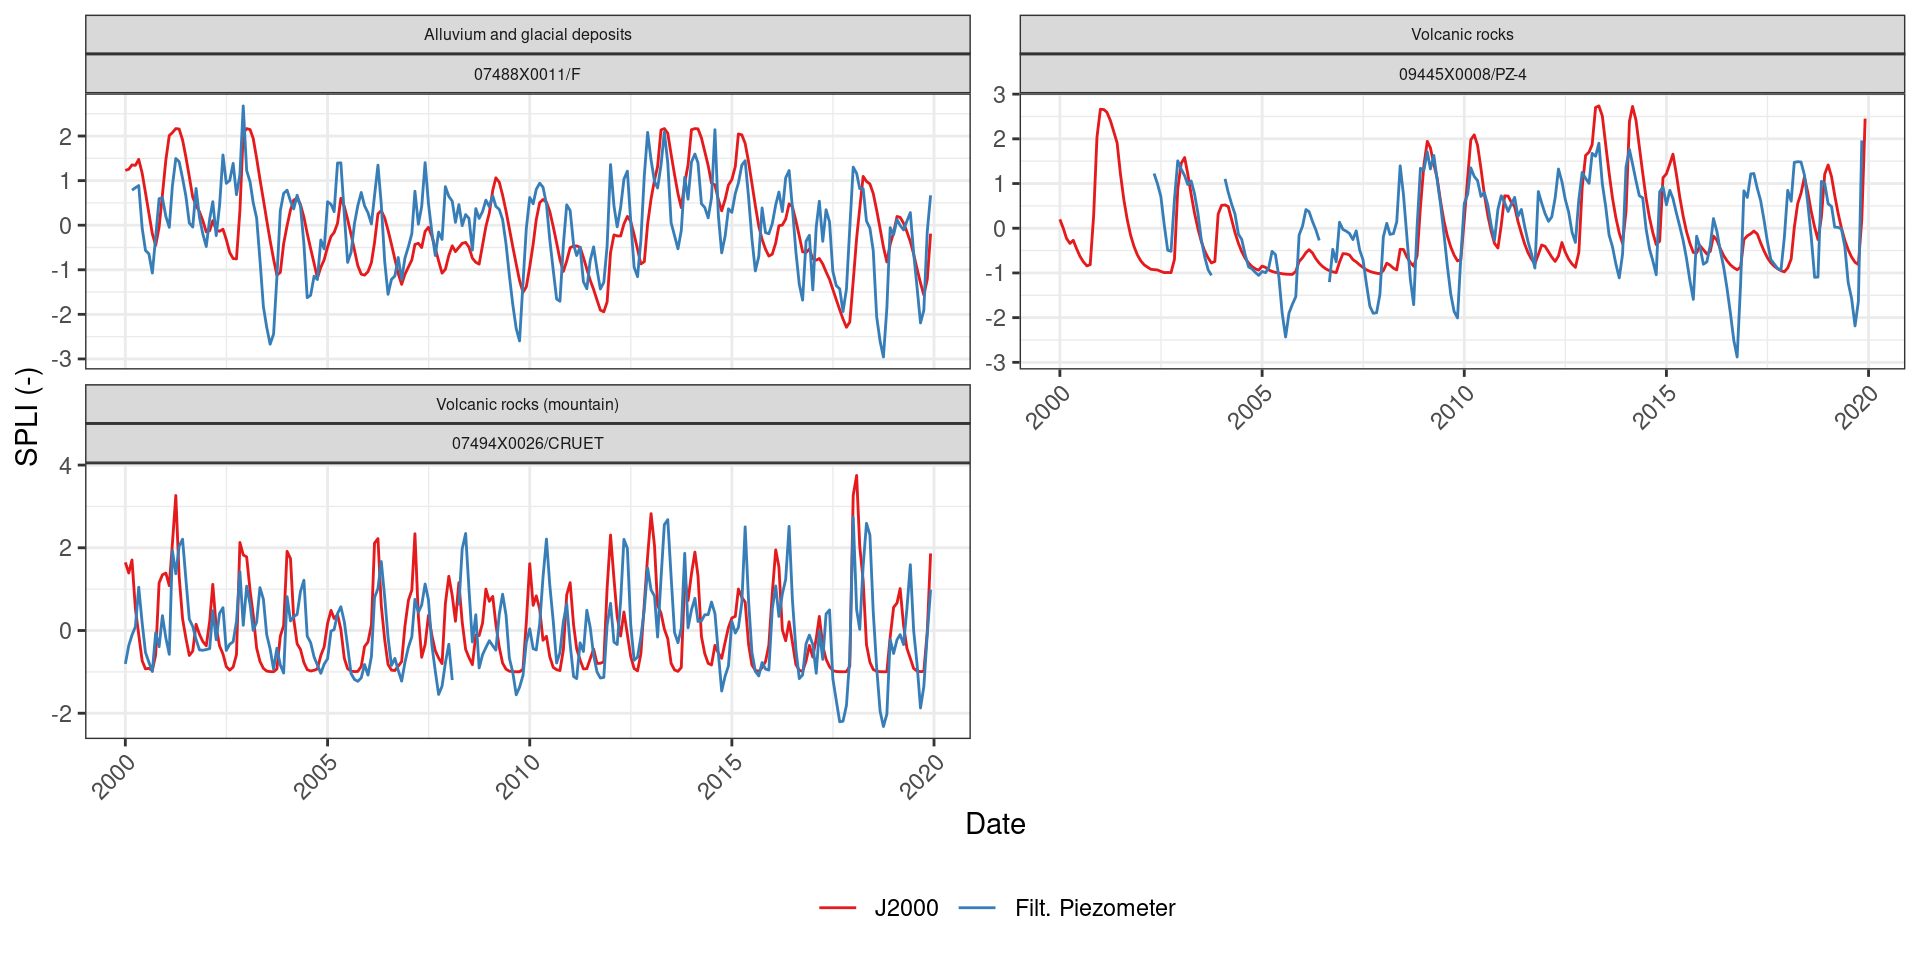 Alluvium and glacial deposits
07488X0011/F
2
1
0
-1
-2
-3
Volcanic rocks
09445X0008/PZ-4
3
2
1
0
-1
-2
-3
2000
2005
2010
2015
2020
SPLI (-)
Volcanic rocks (mountain)
07494X0026/CRUET
4
2
0
-2
2000
2005
2010
2015
2020
Date
J2000
Filt. Piezometer